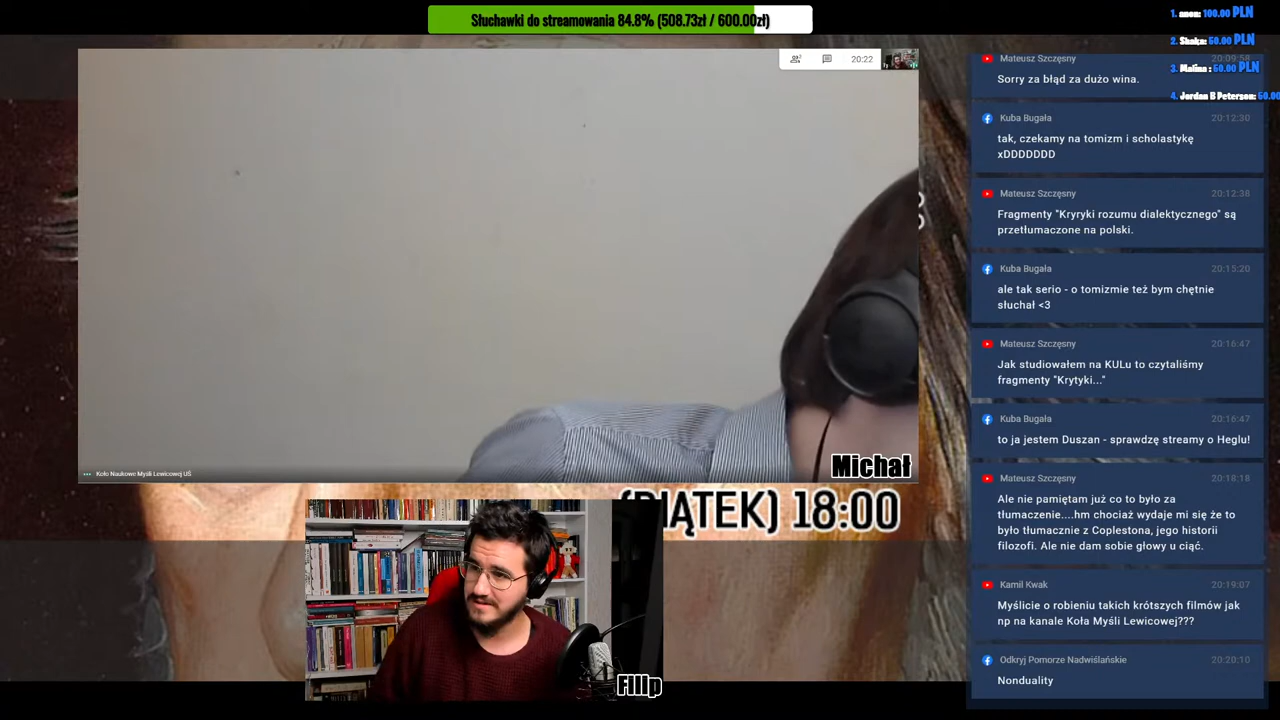 Słuchawki do streamowania 84.8% (508.73zł / 600.00zł)
1. anon: 100.00 PLN
2. Shaka: 50.00 PLN
3. Malina : 50.00 PLN
4. Jordan B Peterson: 50.00
20:22
Koło Naukowe Myśli Lewicowej UŚ
Michał
(PIĄTEK) 18:00
Filip
Mateusz Szczęsny 20:09:58
Sorry za błąd za dużo wina.
Kuba Bugała 20:12:30
tak, czekamy na tomizm i scholastykę
xDDDDDDD
Mateusz Szczęsny 20:12:38
Fragmenty "Kryryki rozumu dialektycznego" są
przetłumaczone na polski.
Kuba Bugała 20:15:20
ale tak serio - o tomizmie też bym chętnie
słuchał <3
Mateusz Szczęsny 20:16:47
Jak studiowałem na KULu to czytaliśmy
fragmenty "Krytyki..."
Kuba Bugała 20:16:47
to ja jestem Duszan - sprawdzę streamy o Heglu!
Mateusz Szczęsny 20:18:18
Ale nie pamiętam już co to było za
tłumaczenie....hm chociaż wydaje mi się że to
było tłumacznie z Coplestona, jego historii
filozofi. Ale nie dam sobie głowy u ciąć.
Kamil Kwak 20:19:07
Myślicie o robieniu takich krótszych filmów jak
np na kanale Koła Myśli Lewicowej???
Odkryj Pomorze Nadwiślańskie 20:20:10
Nonduality